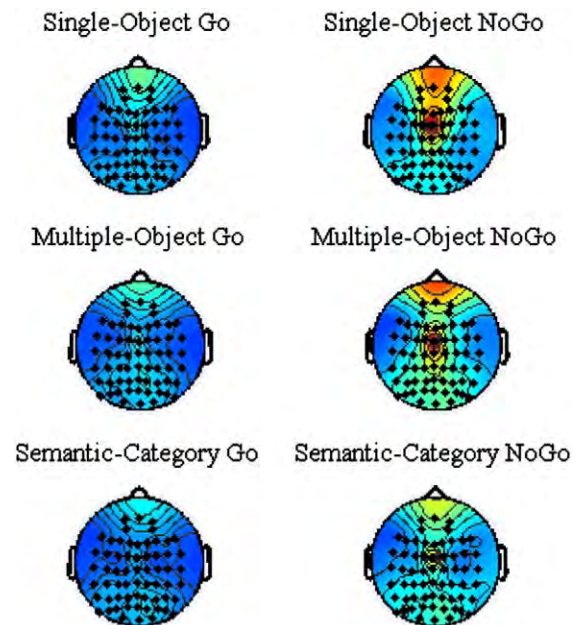 Single-Object Go
Single-Object NoGo
Multiple-Object Go
Multiple-Object NoGo
Semantic-Category Go
Semantic-Category NoGo